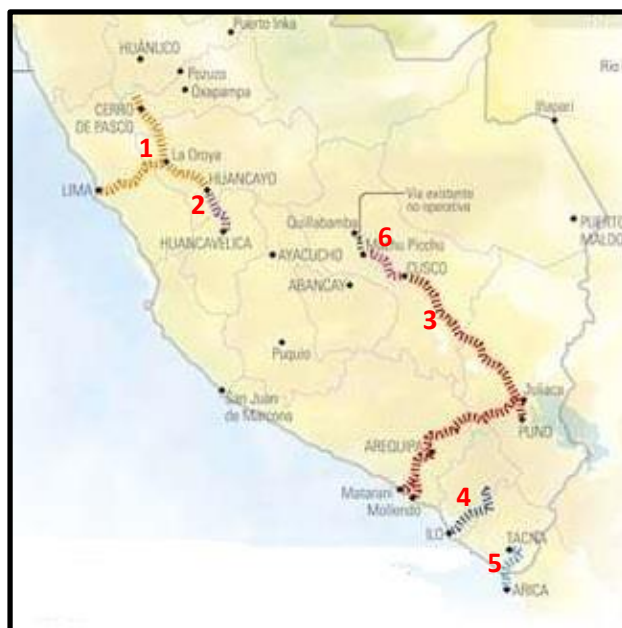 Puerto Inka
HUÁNUCO
Pozuzo
Oxapampa
Iñapari
CERRO
DE PASCO
1
La Oroya
LIMA
HUANCAYO
2
HUANCAVELICA
Vía existente
no operativa
Quillabamba
6
Machu Picchu
PUERTO
MALDO
AYACUCHO
CUSCO
ABANCAY
3
Puquio
San Juan
de Marcona
Juliaca
PUNO
AREQUIPA
Matarani
Mollendo
4
ILO
TACNA
5
ARICA